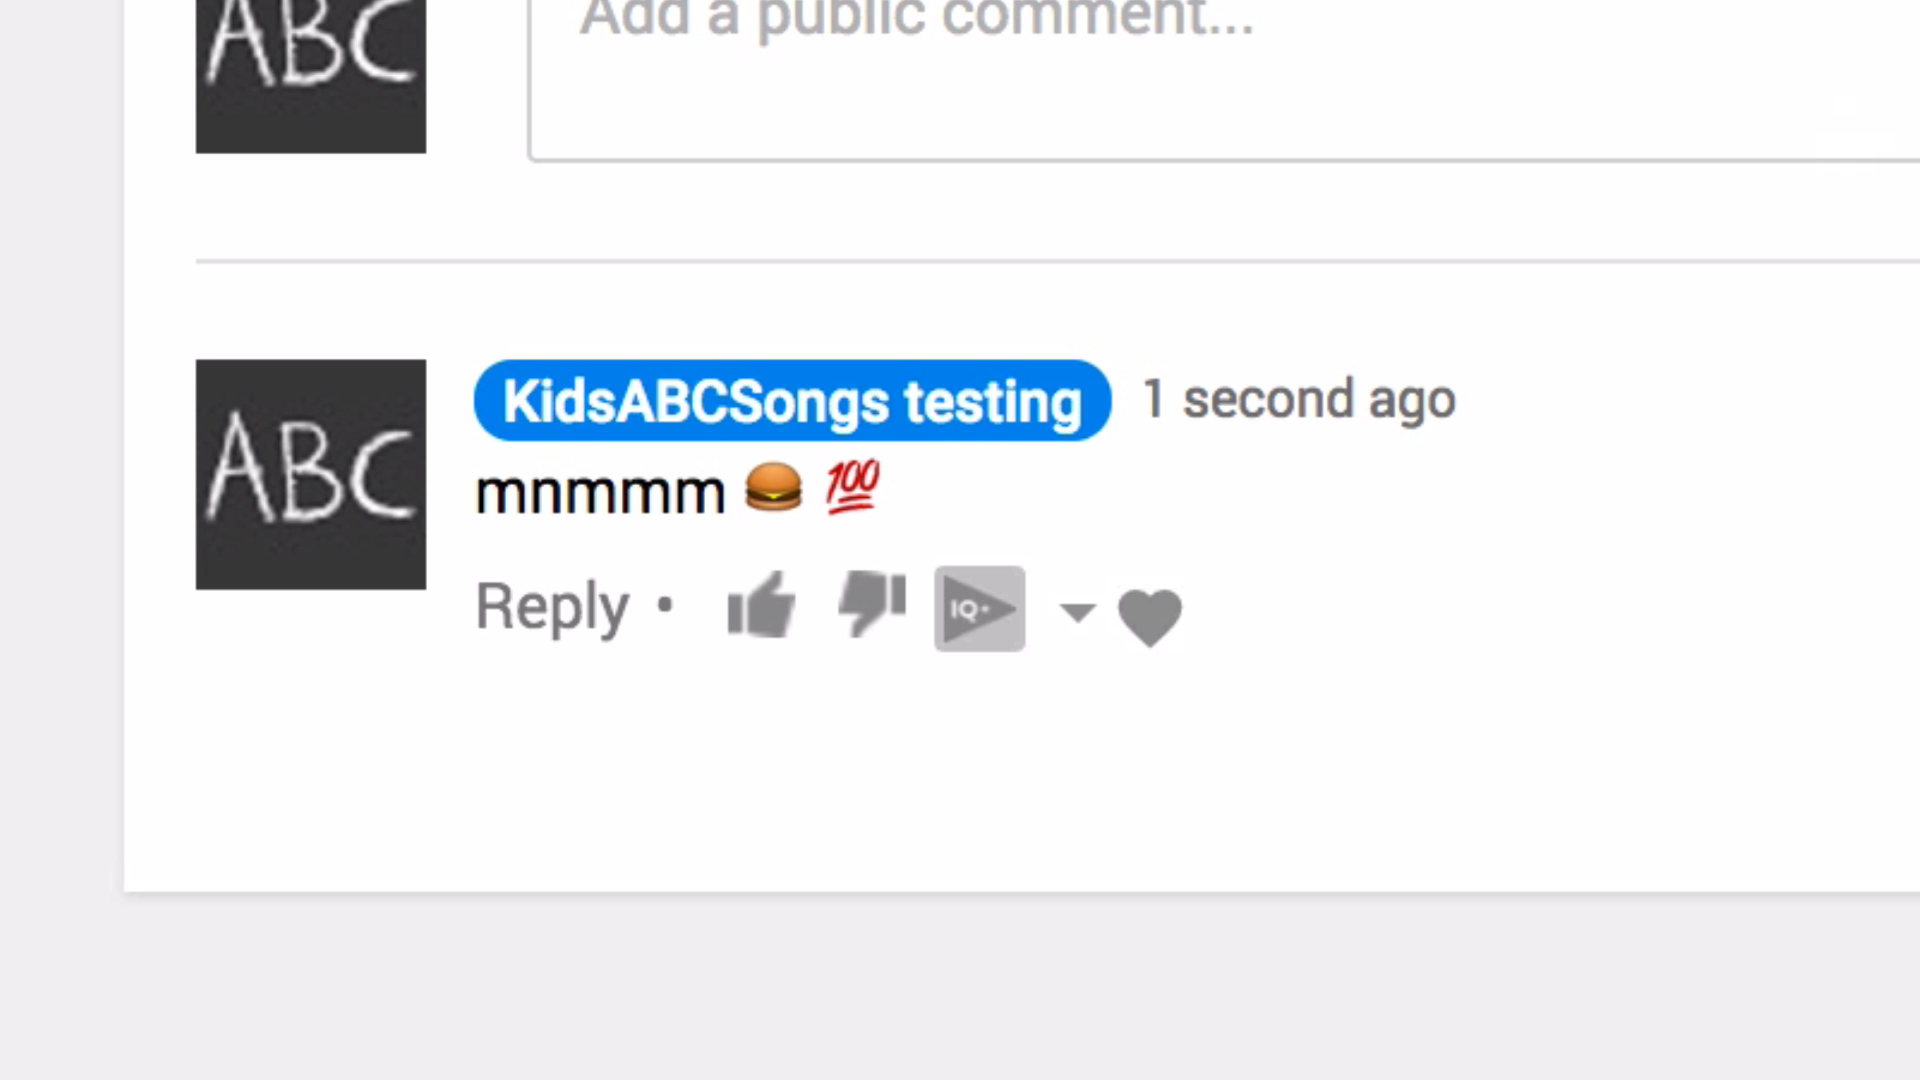 ABC
Add a public comment...
ABC
KidsABCSongs testing 1 second ago
mnmmm 🍔 💯
Reply •
IQ+